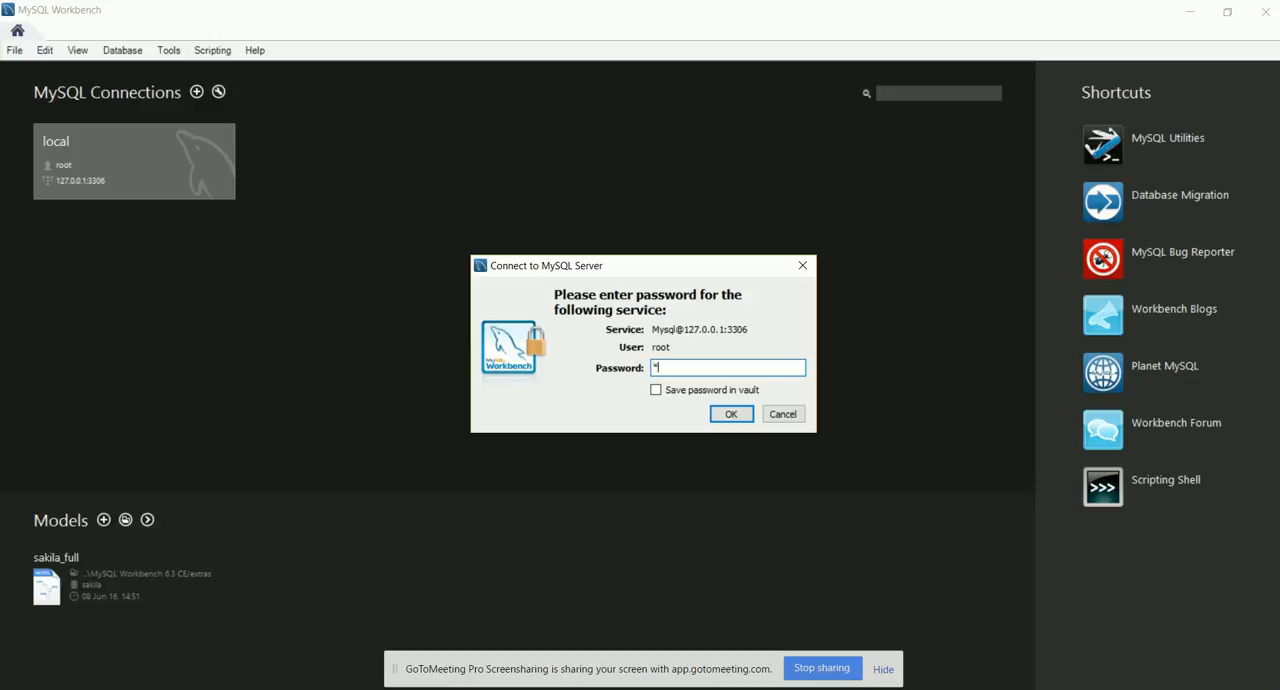 MySQL Workbench
File Edit View Database Tools Scripting Help
MySQL Connections
local
root
127.0.0.1:3306
Shortcuts
MySQL Utilities
Database Migration
MySQL Bug Reporter
Workbench Blogs
Planet MySQL
Workbench Forum
Scripting Shell
Connect to MySQL Server
Please enter password for the
following service:
Service: Mysql@127.0.0.1:3306
User: root
Password: *
Save password in vault
OK Cancel
MySQL
Workbench
Models
sakila_full
...\MySQL Workbench 6.3 CE/extras
sakila
08 Jun 16, 14:51
GoToMeeting Pro Screensharing is sharing your screen with app.gotomeeting.com.
Stop sharing Hide